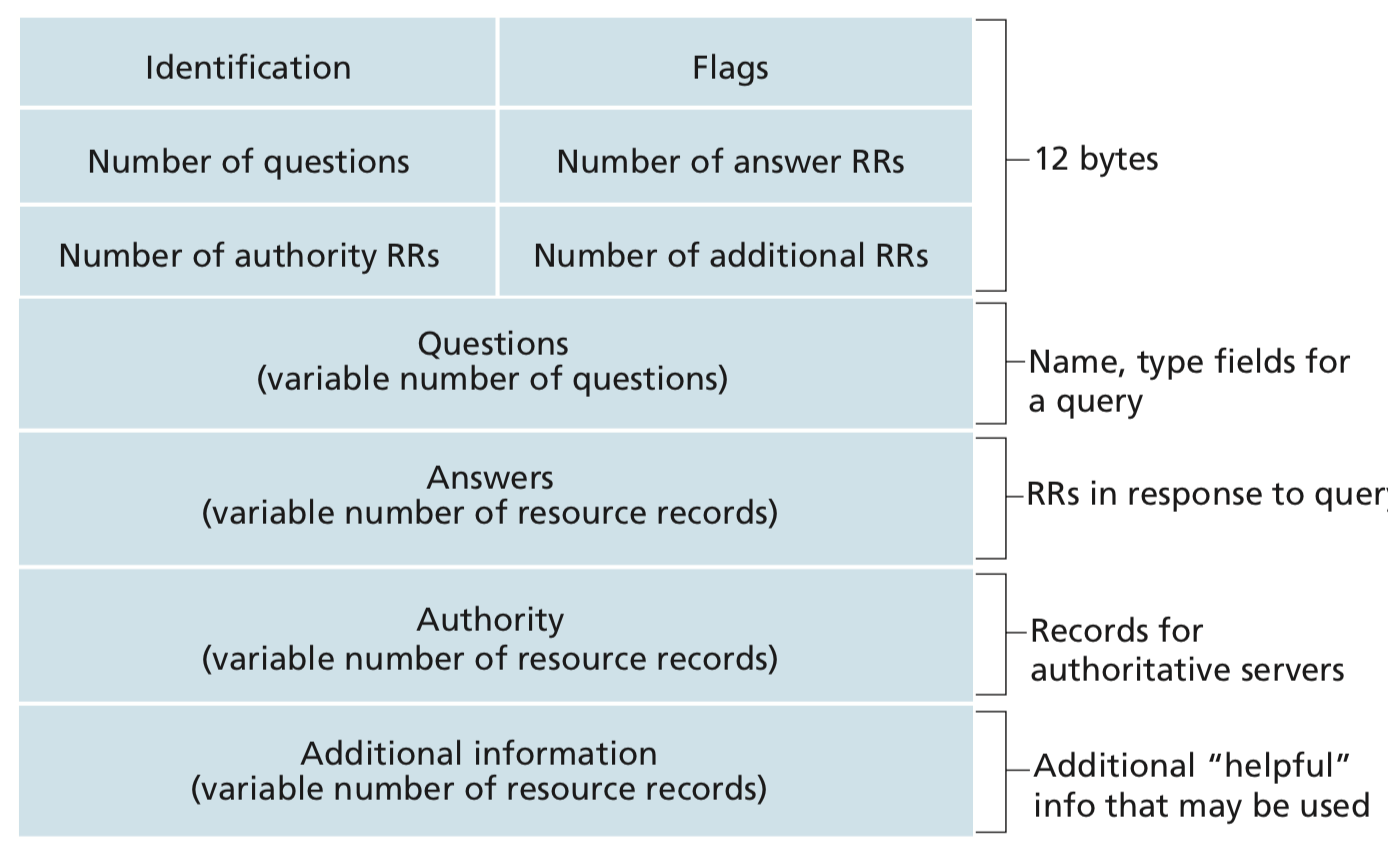 Identification
Flags
12 bytes
Number of questions
Number of answer RRs
Number of authority RRs
Number of additional RRs
Questions
(variable number of questions)
Name, type fields for
a query
Answers
(variable number of resource records)
RRs in response to query
Authority
(variable number of resource records)
Records for
authoritative servers
Additional information
(variable number of resource records)
Additional “helpful”
info that may be used